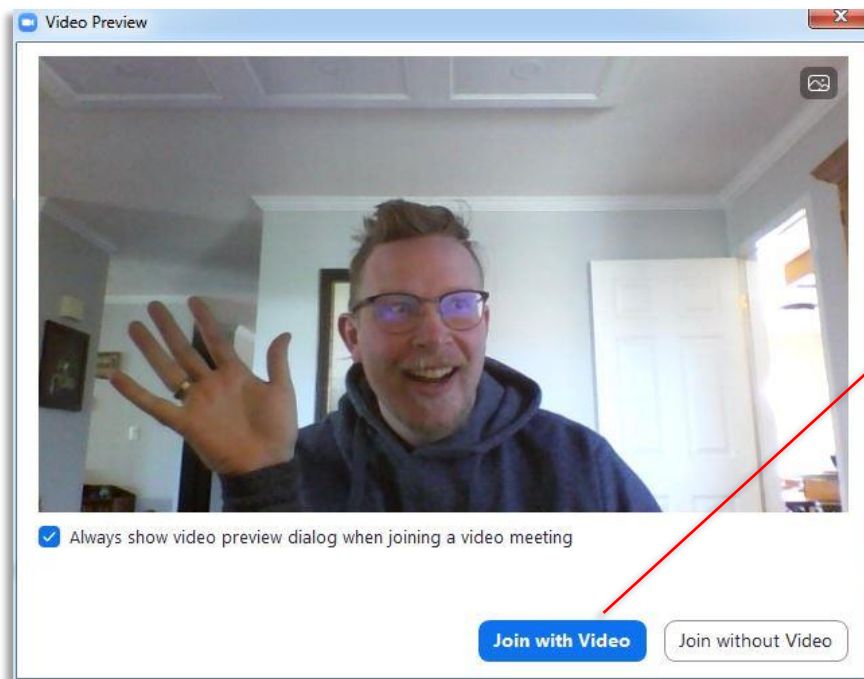 Video Preview
Always show video preview dialog when joining a video meeting
Join with Video
Join without Video